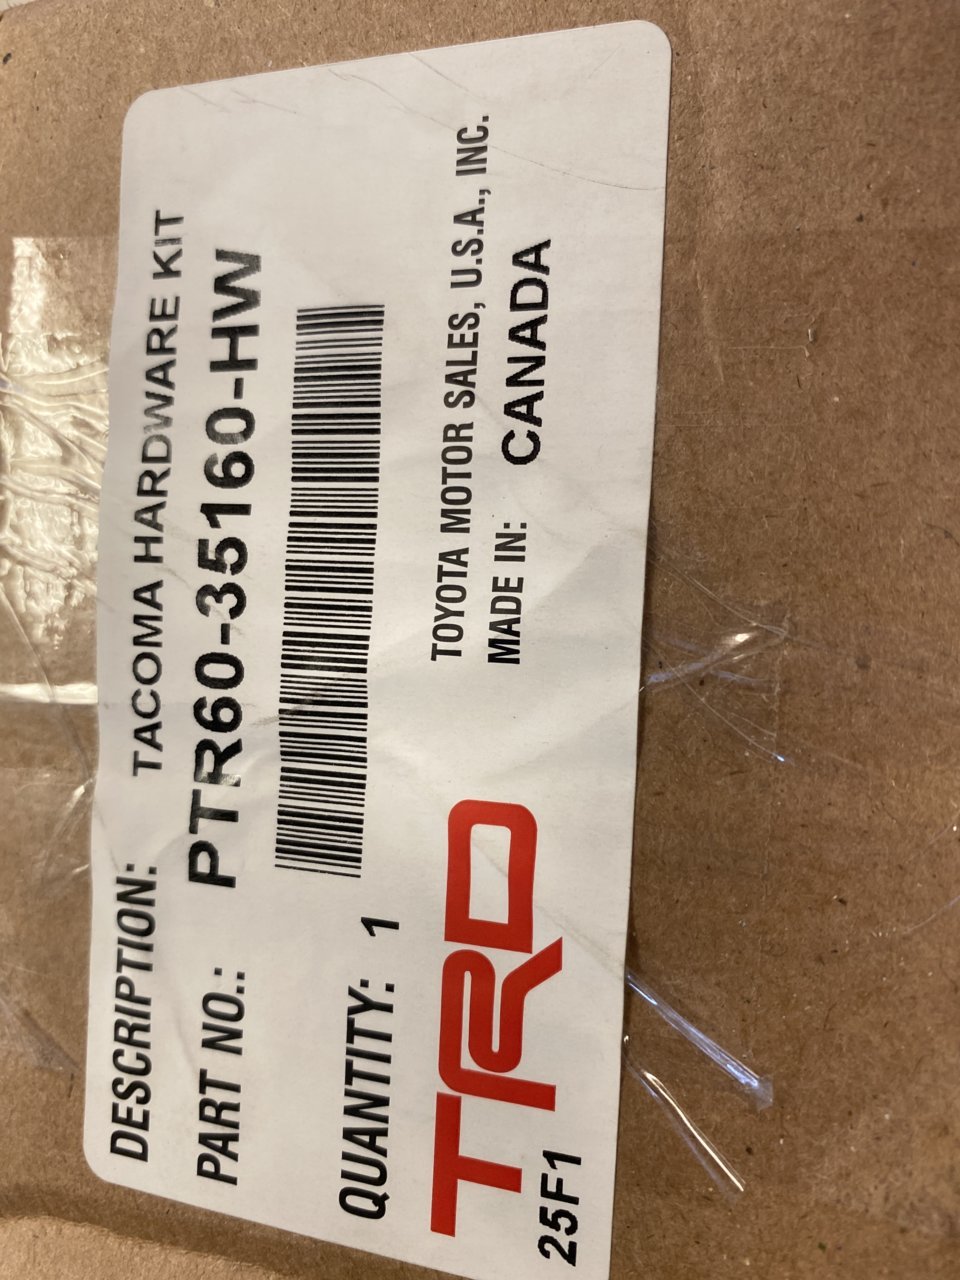 DESCRIPTION: TACOMA HARDWARE KIT
PART NO.: PTR60-35160-HW
QUANTITY: 1
TRD
TOYOTA MOTOR SALES, U.S.A., INC.
MADE IN: CANADA
25F1